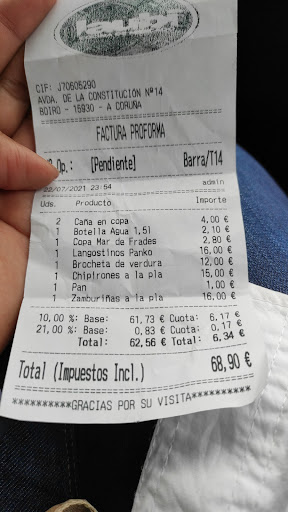 CIF: J70606290
AVDA. DE LA CONSTITUCIÓN Nº14
BOIRO - 15930 - A CORUÑA
FACTURA PROFORMA
Op.: [Pendiente] Barra/T14
22/07/2021 23:54 admin
Uds. Producto Importe
2 Caña en copa 4,00 €
1 Botella Agua 1,5l 2,10 €
1 Copa Mar de Frades 2,80 €
1 Langostinos Panko 16,00 €
1 Brocheta de verdura 12,00 €
1 Chipirones a la pla 15,00 €
1 Pan 1,00 €
1 Zamburiñas a la pla 16,00 €
10,00 %: Base: 61,73 € Cuota: 6.17 €
21,00 %: Base: 0,83 € Cuota: 0.17 €
Total: 62,56 € Total: 6.34 €
Total (Impuestos Incl.) 68,90 €
**********GRACIAS POR SU VISITA**********